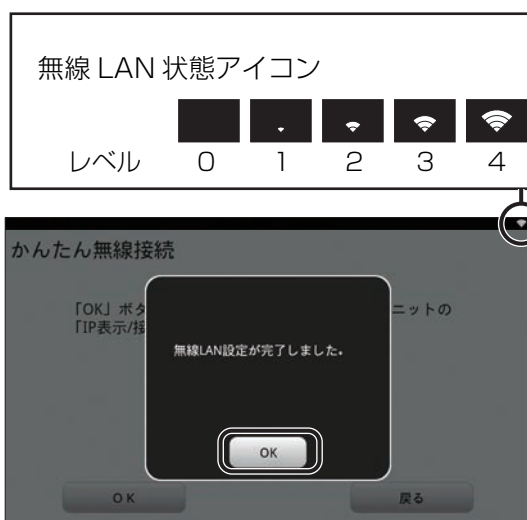 無線 LAN 状態アイコン
レベル 0 1 2 3 4
かんたん無線接続
「OK」ボタ ニットの
「IP表示/接
無線LAN設定が完了しました。
OK
OK 戻る